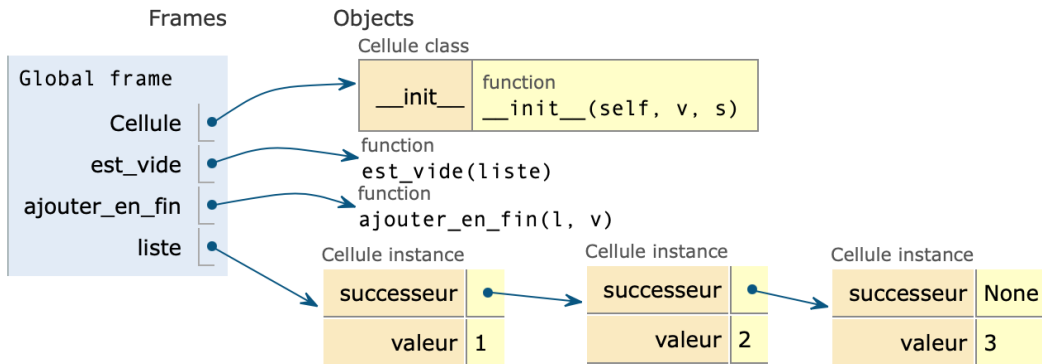 Frames Objects
Cellule class
Global frame
__init__
function
__init__(self, v, s)
Cellule
function
est_vide
est_vide(liste)
function
ajouter_en_fin
ajouter_en_fin(l, v)
liste
Cellule instance
successeur
valeur 1
Cellule instance
successeur
valeur 2
Cellule instance
successeur None
valeur 3